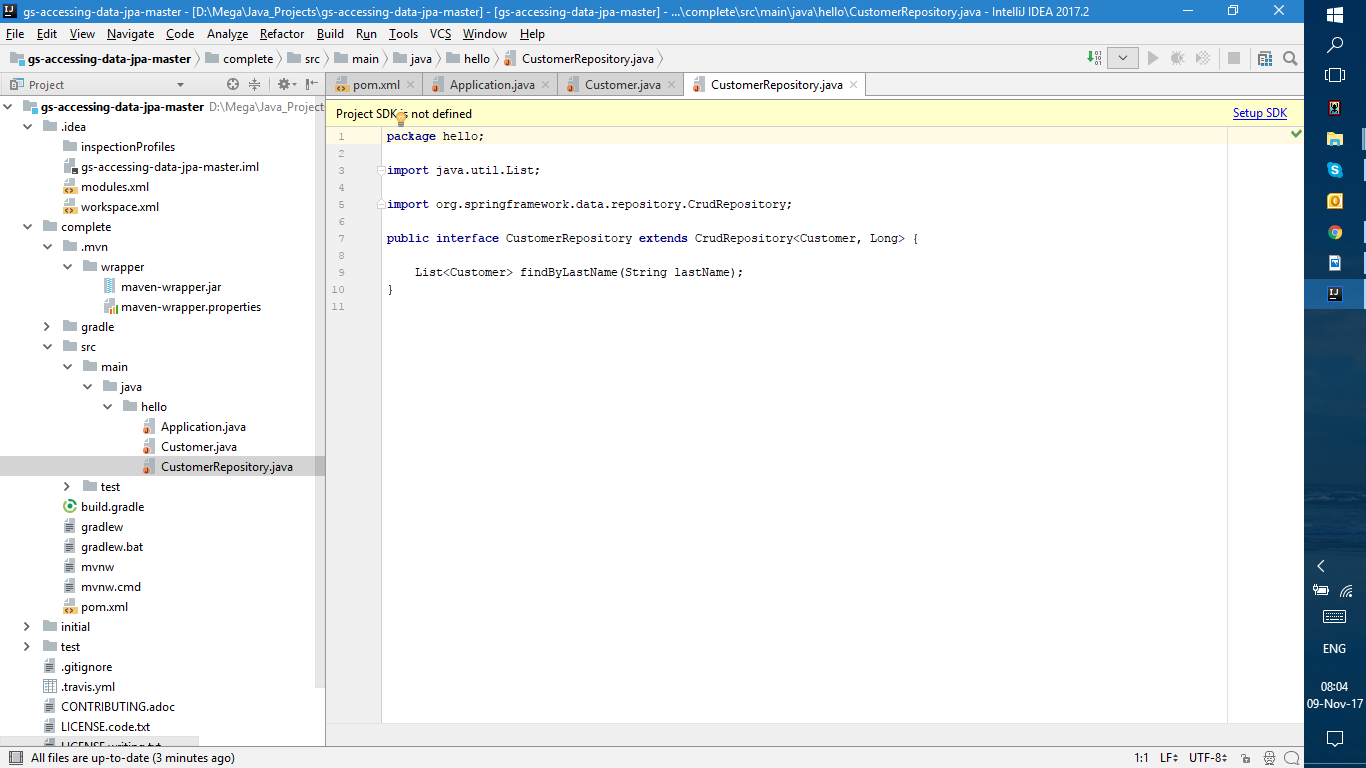 gs-accessing-data-jpa-master - [D:\Mega\Java_Projects\gs-accessing-data-jpa-master] - [gs-accessing-data-jpa-master] - ...\complete\src\main\java\hello\CustomerRepository.java - IntelliJ IDEA 2017.2
File Edit View Navigate Code Analyze Refactor Build Run Tools VCS Window Help
gs-accessing-data-jpa-master complete src main java hello CustomerRepository.java
Project
pom.xml Application.java Customer.java CustomerRepository.java
gs-accessing-data-jpa-master D:\Mega\Java_Project
.idea
inspectionProfiles
gs-accessing-data-jpa-master.iml
modules.xml
workspace.xml
complete
.mvn
wrapper
maven-wrapper.jar
maven-wrapper.properties
gradle
src
main
java
hello
Application.java
Customer.java
CustomerRepository.java
test
build.gradle
gradlew
gradlew.bat
mvnw
mvnw.cmd
pom.xml
initial
test
.gitignore
.travis.yml
CONTRIBUTING.adoc
LICENSE.code.txt
LICENSE.writing.txt
Project SDK is not defined Setup SDK
1 package hello;
2
3 import java.util.List;
4
5 import org.springframework.data.repository.CrudRepository;
6
7 public interface CustomerRepository extends CrudRepository<Customer, Long> {
8
9 List<Customer> findByLastName(String lastName);
10 }
11
All files are up-to-date (3 minutes ago) 1:1 LF UTF-8
IJ
ENG
08:04
09-Nov-17